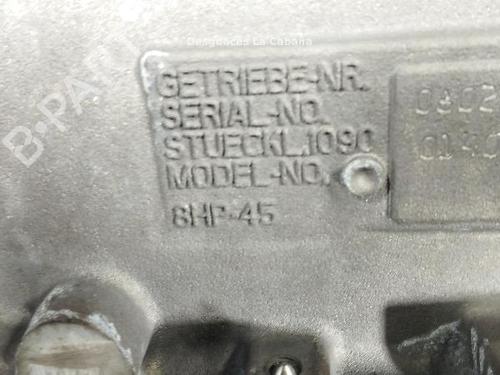 Desguaces La Cabaña
B-PARTS
GETRIEBE-NR.
SERIAL-NO.
STUECKL.1090
MODEL-NO.
8HP-45